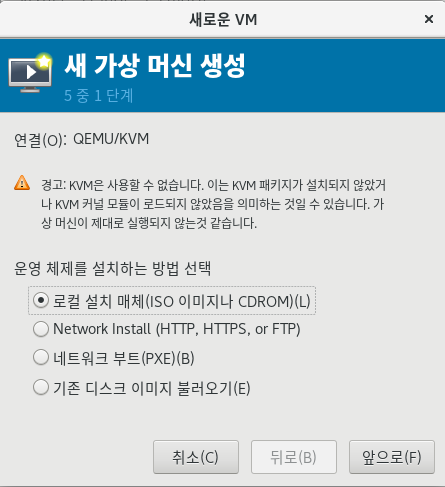 새로운 VM
새 가상 머신 생성
5 중 1 단계
연결(O): QEMU/KVM
경고: KVM은 사용할 수 없습니다. 이는 KVM 패키지가 설치되지 않았거
나 KVM 커널 모듈이 로드되지 않았음을 의미하는 것일 수 있습니다. 가
상 머신이 제대로 실행되지 않는것 같습니다.
운영 체제를 설치하는 방법 선택
로컬 설치 매체(ISO 이미지나 CDROM)(L)
Network Install (HTTP, HTTPS, or FTP)
네트워크 부트(PXE)(B)
기존 디스크 이미지 불러오기(E)
취소(C) 뒤로(B) 앞으로(F)